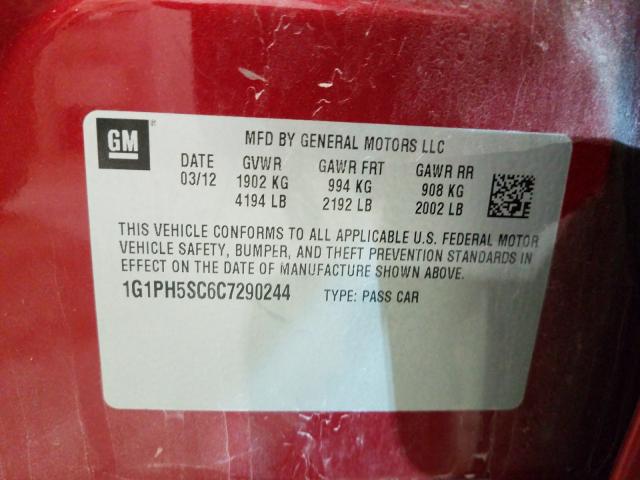 GM
MFD BY GENERAL MOTORS LLC
DATE GVWR GAWR FRT GAWR RR
03/12 1902 KG 994 KG 908 KG
4194 LB 2192 LB 2002 LB
THIS VEHICLE CONFORMS TO ALL APPLICABLE U.S. FEDERAL MOTOR
VEHICLE SAFETY, BUMPER, AND THEFT PREVENTION STANDARDS IN
EFFECT ON THE DATE OF MANUFACTURE SHOWN ABOVE.
1G1PH5SC6C7290244 TYPE: PASS CAR